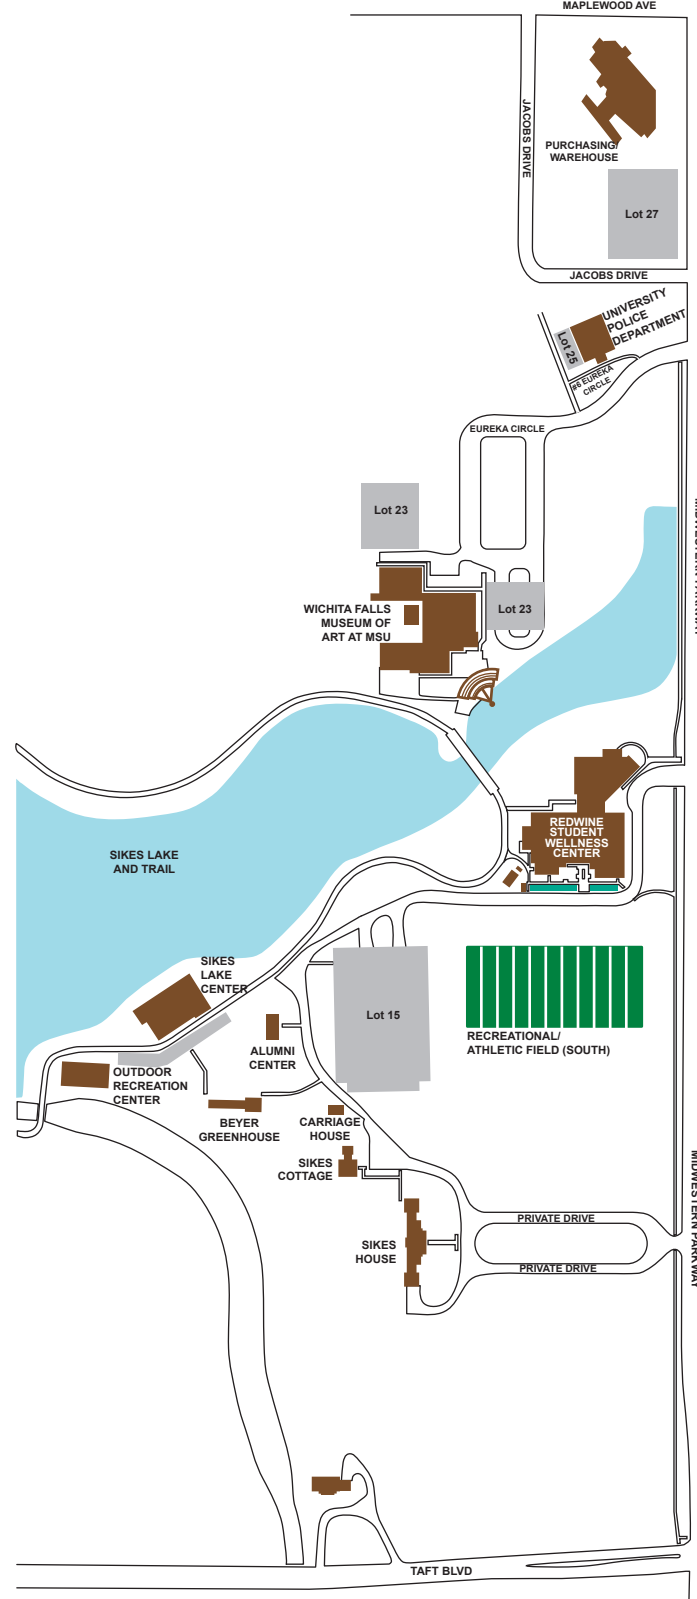 MAPLEWOOD AVE
JACOBS DRIVE
PURCHASING/
WAREHOUSE
Lot 27
JACOBS DRIVE
UNIVERSITY
POLICE
DEPARTMENT
Lot 25
#6 EUREKA
CIRCLE
EUREKA CIRCLE
Lot 23
WICHITA FALLS
MUSEUM OF
ART AT MSU
Lot 23
REDWINE
STUDENT
WELLNESS
CENTER
SIKES LAKE
AND TRAIL
SIKES
LAKE
CENTER
Lot 15
RECREATIONAL/
ATHLETIC FIELD (SOUTH)
ALUMNI
CENTER
OUTDOOR
RECREATION
CENTER
BEYER
GREENHOUSE
CARRIAGE
HOUSE
SIKES
COTTAGE
MIDWESTERN PARKWAY
PRIVATE DRIVE
SIKES
HOUSE
PRIVATE DRIVE
TAFT BLVD